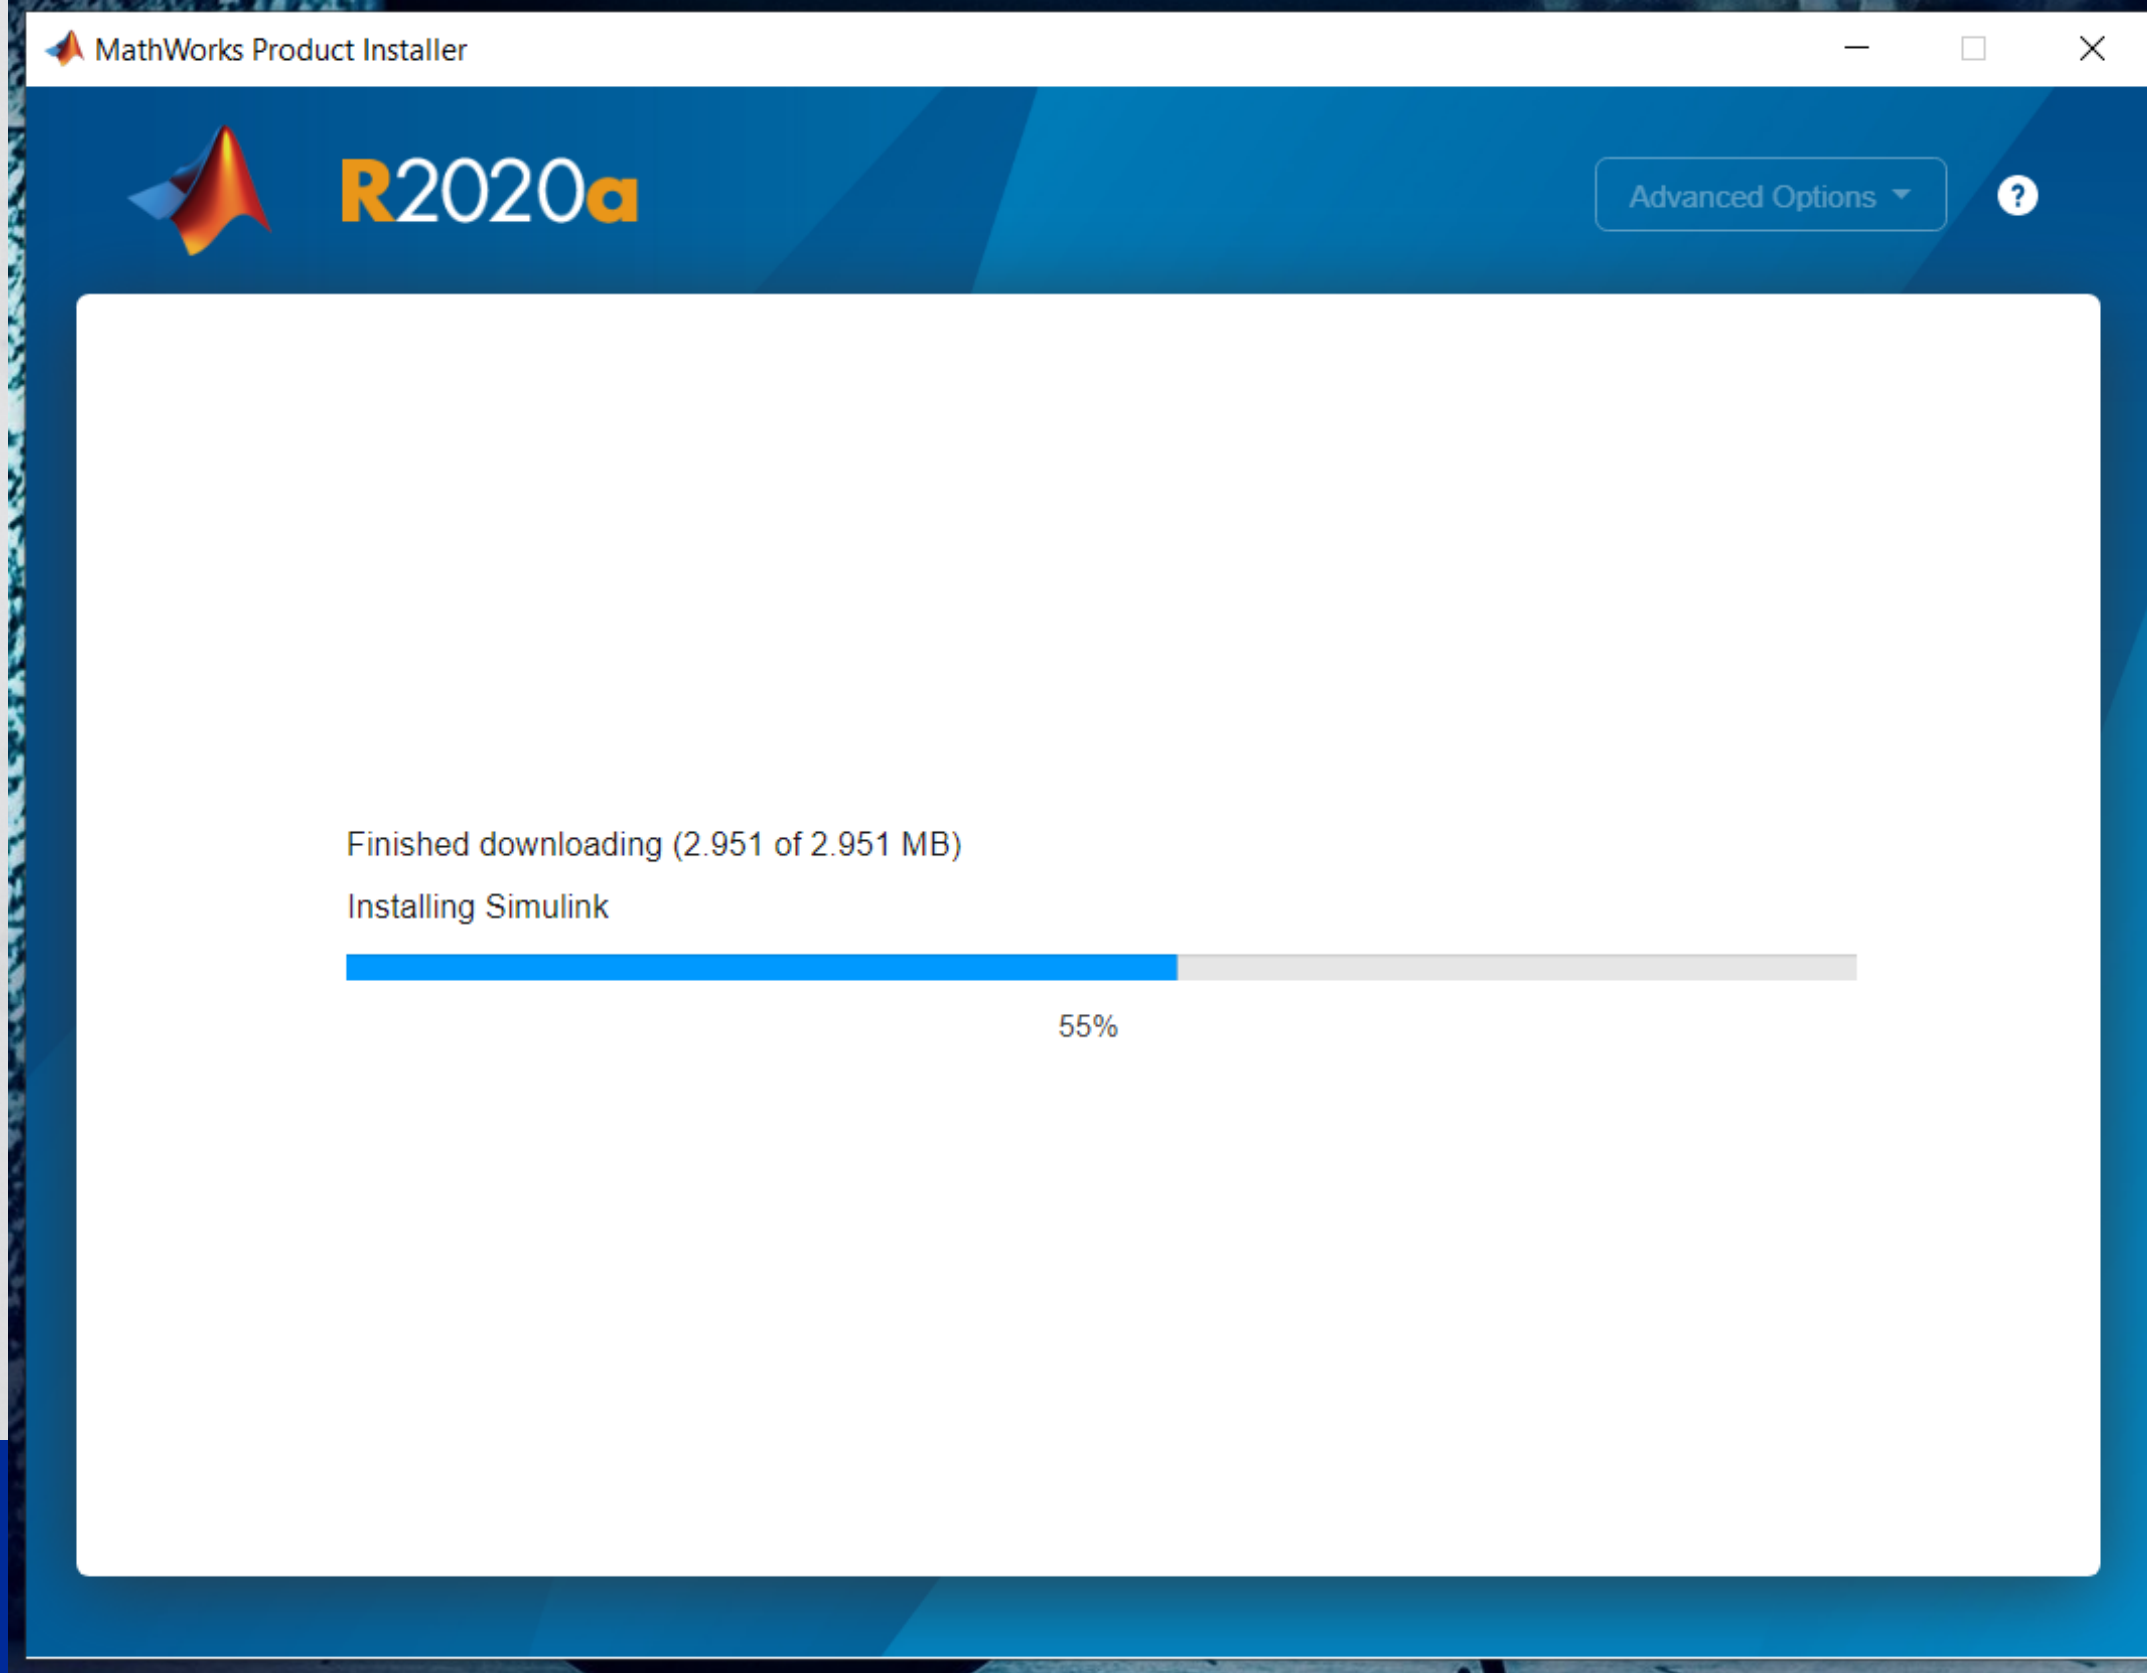 MathWorks Product Installer
R2020a
Advanced Options
?
Finished downloading (2.951 of 2.951 MB)
Installing Simulink
55%